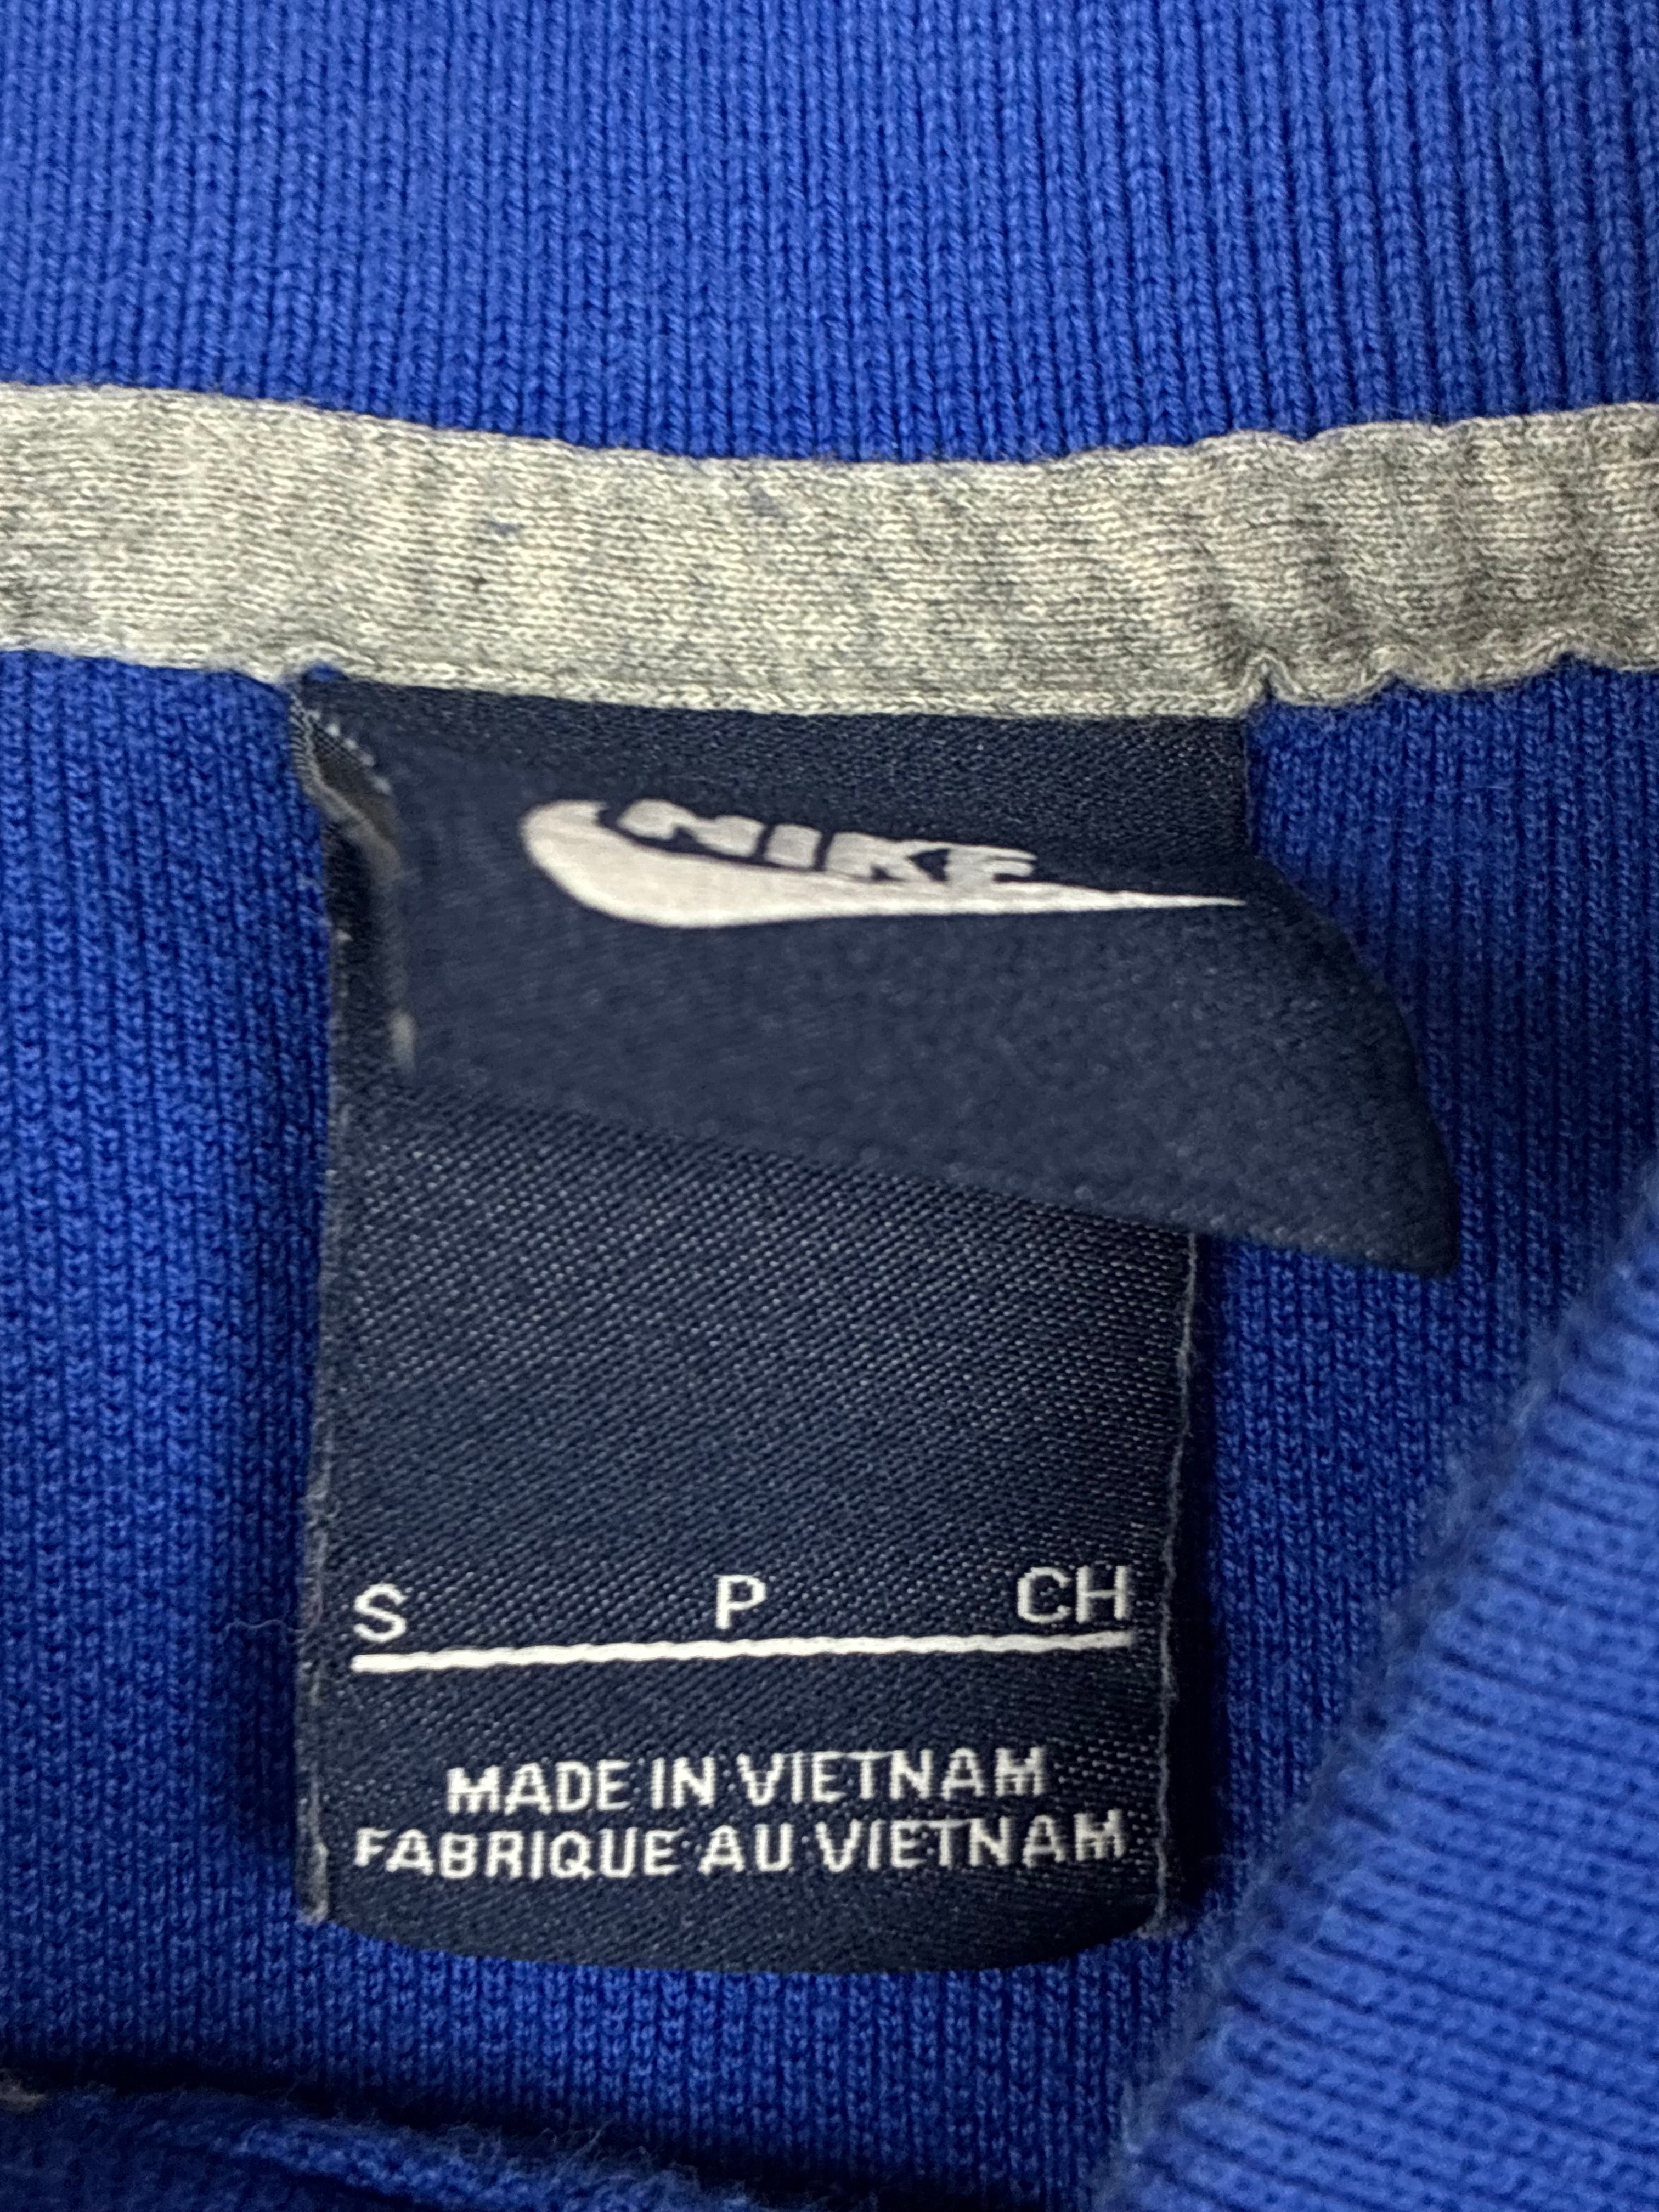 NIKE
S P CH
MADE IN VIETNAM
FABRIQUE AU VIETNAM